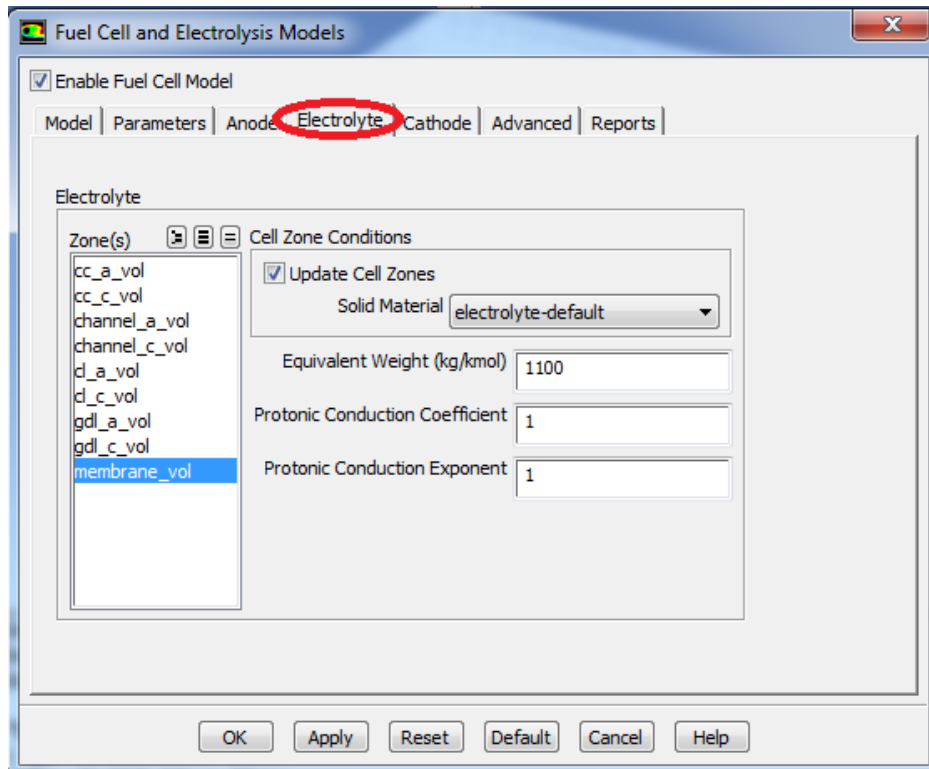 Fuel Cell and Electrolysis Models
X
Enable Fuel Cell Model
Model Parameters Anode Electrolyte Cathode Advanced Reports
Electrolyte
Zone(s)
cc_a_vol
cc_c_vol
channel_a_vol
channel_c_vol
cl_a_vol
cl_c_vol
gdl_a_vol
gdl_c_vol
membrane_vol
Cell Zone Conditions
Update Cell Zones
Solid Material electrolyte-default
Equivalent Weight (kg/kmol) 1100
Protonic Conduction Coefficient 1
Protonic Conduction Exponent 1
OK Apply Reset Default Cancel Help